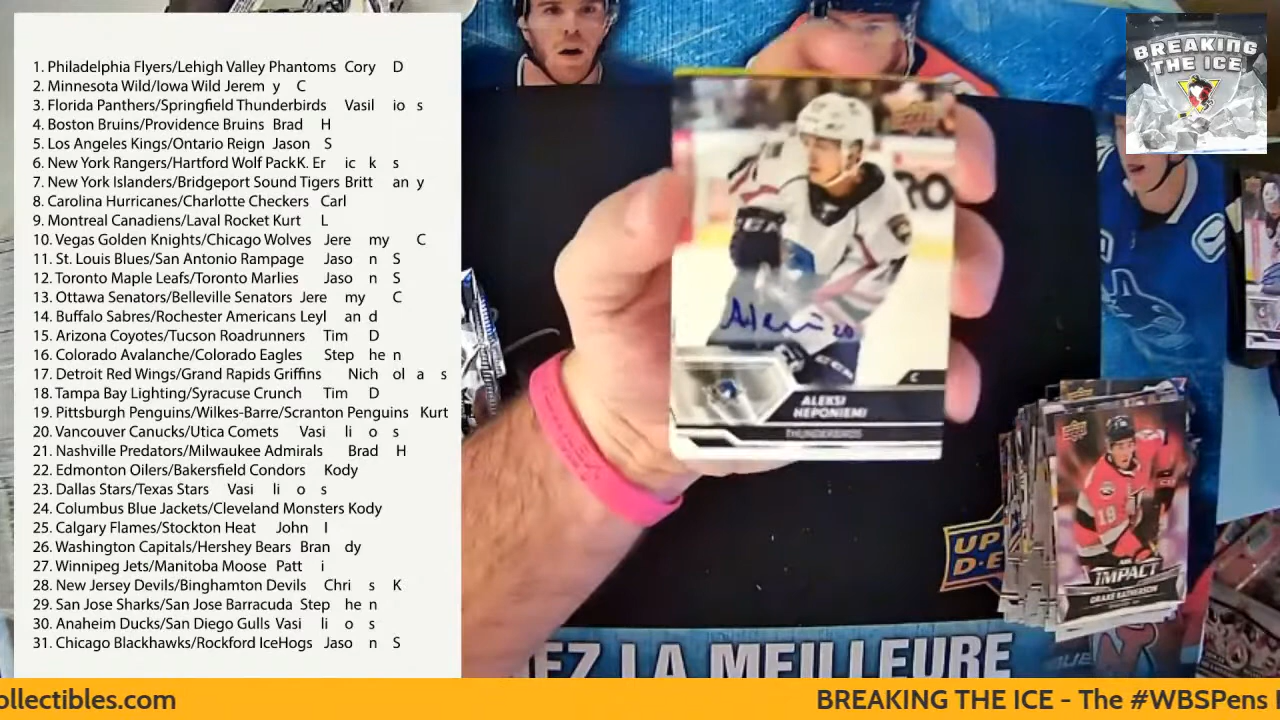 1. Philadelphia Flyers/Lehigh Valley Phantoms Cory D
2. Minnesota Wild/Iowa Wild Jerem y C
3. Florida Panthers/Springfield Thunderbirds Vasil io s
4. Boston Bruins/Providence Bruins Brad H
5. Los Angeles Kings/Ontario Reign Jason S
6. New York Rangers/Hartford Wolf PackK. Er ic k s
7. New York Islanders/Bridgeport Sound Tigers Britt an y
8. Carolina Hurricanes/Charlotte Checkers Carl
9. Montreal Canadiens/Laval Rocket Kurt L
10. Vegas Golden Knights/Chicago Wolves Jere my C
11. St. Louis Blues/San Antonio Rampage Jaso n S
12. Toronto Maple Leafs/Toronto Marlies Jaso n S
13. Ottawa Senators/Belleville Senators Jere my C
14. Buffalo Sabres/Rochester Americans Leyl an d
15. Arizona Coyotes/Tucson Roadrunners Tim D
16. Colorado Avalanche/Colorado Eagles Step he n
17. Detroit Red Wings/Grand Rapids Griffins Nich ol a s
18. Tampa Bay Lighting/Syracuse Crunch Tim D
19. Pittsburgh Penguins/Wilkes-Barre/Scranton Penguins Kurt
20. Vancouver Canucks/Utica Comets Vasi li o s
21. Nashville Predators/Milwaukee Admirals Brad H
22. Edmonton Oilers/Bakersfield Condors Kody
23. Dallas Stars/Texas Stars Vasi li o s
24. Columbus Blue Jackets/Cleveland Monsters Kody
25. Calgary Flames/Stockton Heat John I
26. Washington Capitals/Hershey Bears Bran dy
27. Winnipeg Jets/Manitoba Moose Patt i
28. New Jersey Devils/Binghamton Devils Chri s K
29. San Jose Sharks/San Jose Barracuda Step he n
30. Anaheim Ducks/San Diego Gulls Vasi li o s
31. Chicago Blackhawks/Rockford IceHogs Jaso n S
BREAKING
THE ICE
20
CCM
C
ALEKSI
HEPONIEMI
THUNDERBIRDS
19
IMPACT
DRAKE BATHERSON
UP
D·E
EZ LA MEILLEURE
ollectibles.com
BREAKING THE ICE - The #WBSPens